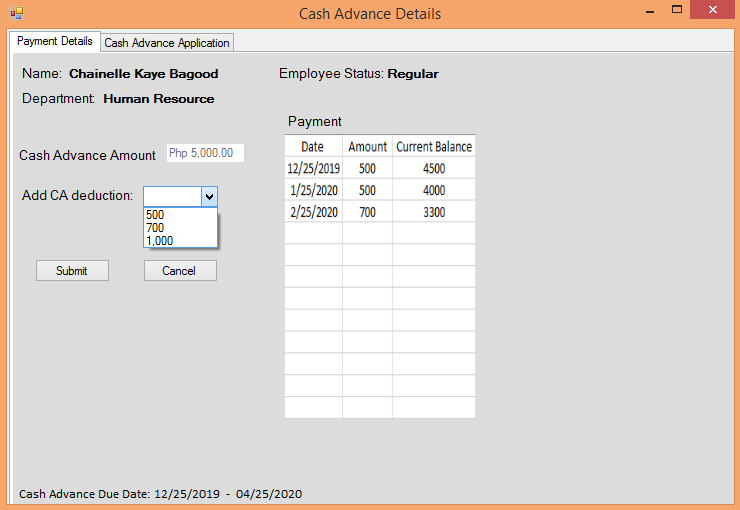 Cash Advance Details
Payment Details Cash Advance Application
Name: Chainelle Kaye Bagood Employee Status: Regular
Department: Human Resource
Payment
Date Amount Current Balance
12/25/2019 500 4500
1/25/2020 500 4000
2/25/2020 700 3300
Cash Advance Amount Php 5,000.00
Add CA deduction:
500
700
1,000
Submit Cancel
Cash Advance Due Date: 12/25/2019 - 04/25/2020